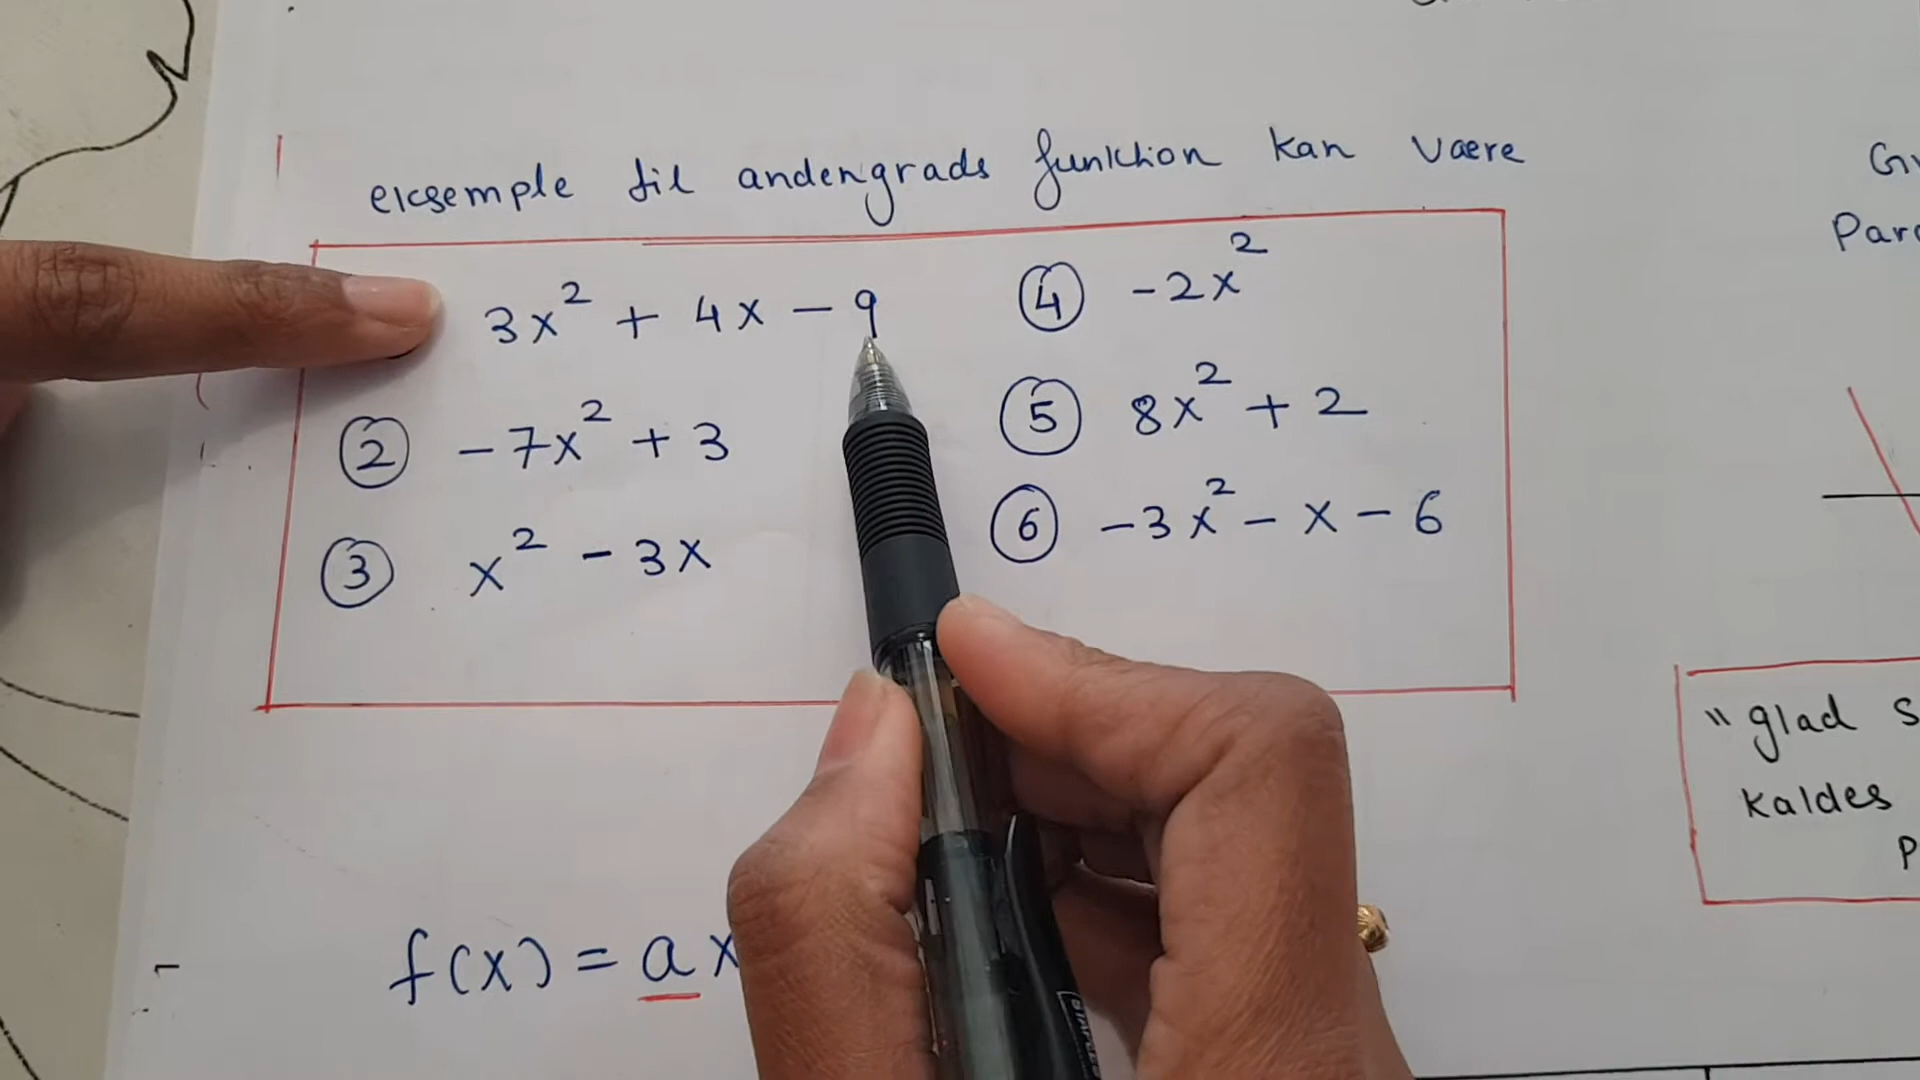 eksemple til andengrads funktion kan være
3x² + 4x - 9
② -7x² + 3
③ x² - 3x
④ -2x²
⑤ 8x² + 2
⑥ -3x² - x - 6
f(x) = ax
"glad
kaldes
STAPLES